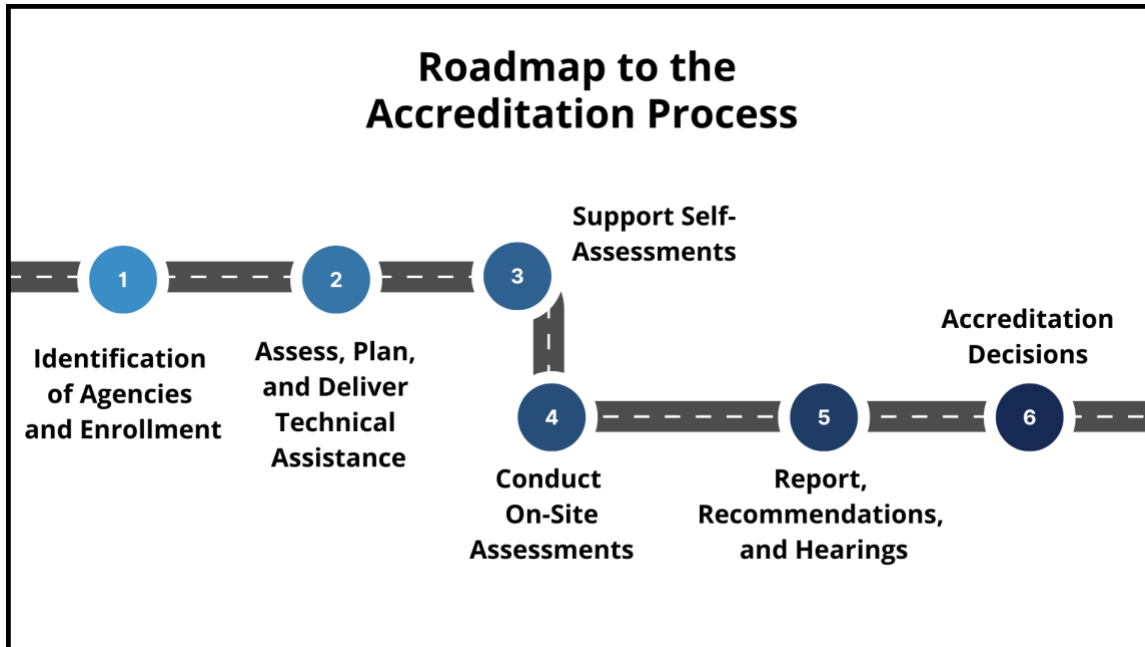 Roadmap to the
Accreditation Process
1
Identification
of Agencies
and Enrollment
2
Assess, Plan,
and Deliver
Technical
Assistance
3
Support Self-
Assessments
4
Conduct
On-Site
Assessments
5
Report,
Recommendations,
and Hearings
6
Accreditation
Decisions